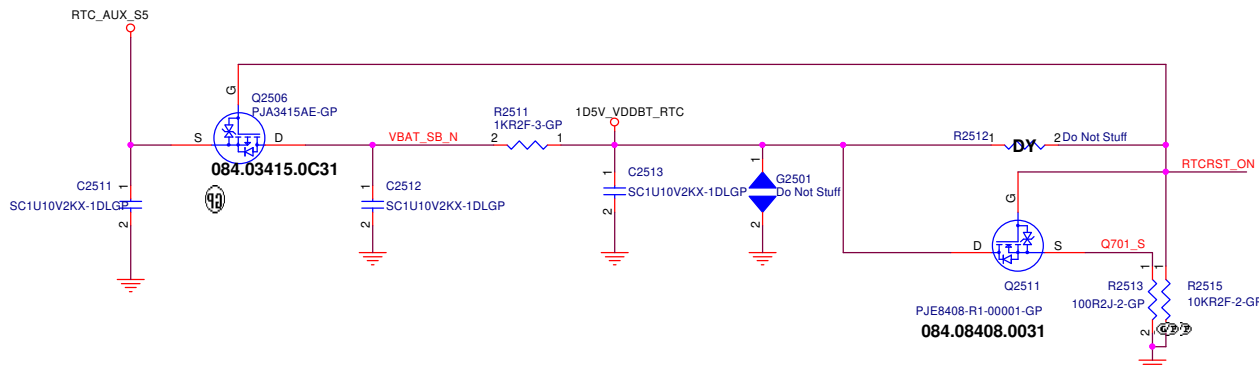 RTC_AUX_S5
G
Q2506
PJA3415AE-GP
S
D
084.03415.0C31
VBAT_SB_N
R2511
1KR2F-3-GP
2
1
1D5V_VDDBT_RTC
R2512
1
DY
2
Do Not Stuff
RTCRST_ON
C2511
1
SC1U10V2KX-1DLGP
2
C2512
1
SC1U10V2KX-1DLGP
2
C2513
1
SC1U10V2KX-1DLGP
2
1
G2501
Do Not Stuff
2
G
D
S
Q2511
PJE8408-R1-00001-GP
084.08408.0031
Q701_S
1
1
R2513
100R2J-2-GP
2
R2515
10KR2F-2-GP